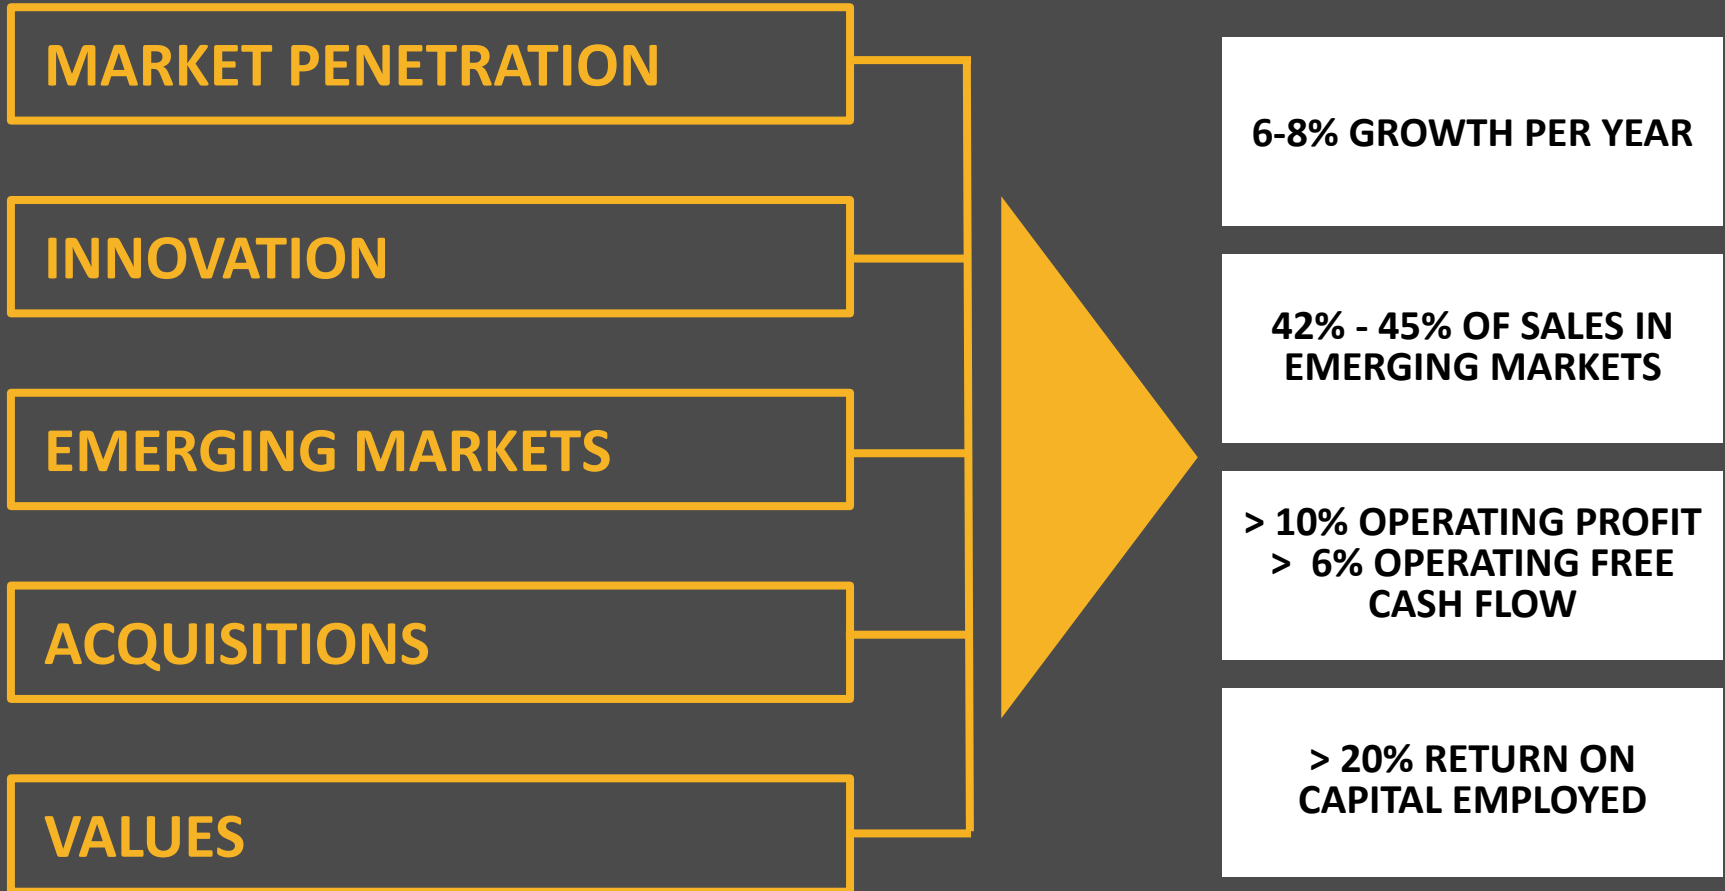 MARKET PENETRATION
INNOVATION
EMERGING MARKETS
ACQUISITIONS
VALUES
6-8% GROWTH PER YEAR
42% - 45% OF SALES IN
EMERGING MARKETS
> 10% OPERATING PROFIT
> 6% OPERATING FREE
CASH FLOW
> 20% RETURN ON
CAPITAL EMPLOYED